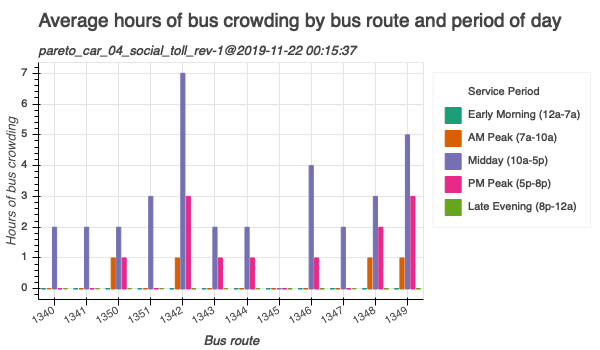 Average hours of bus crowding by bus route and period of day
pareto_car_04_social_toll_rev-1@2019-11-22 00:15:37
Hours of bus crowding
7
6
5
4
3
2
1
0
1340
1341
1350
1351
1342
1343
1344
1345
1346
1347
1348
1349
Bus route
Service Period
Early Morning (12a-7a)
AM Peak (7a-10a)
Midday (10a-5p)
PM Peak (5p-8p)
Late Evening (8p-12a)